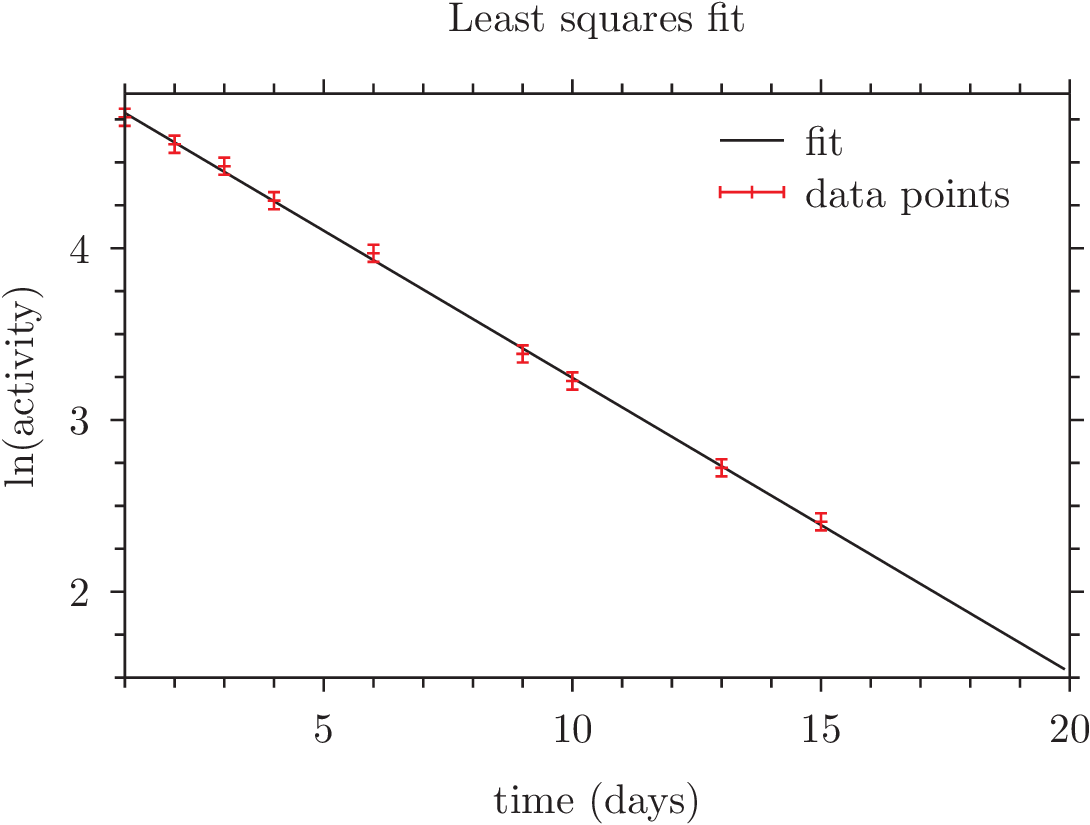 Least squares fit
fit
data points
4
3
2
ln(activity)
5 10 15 20
time (days)